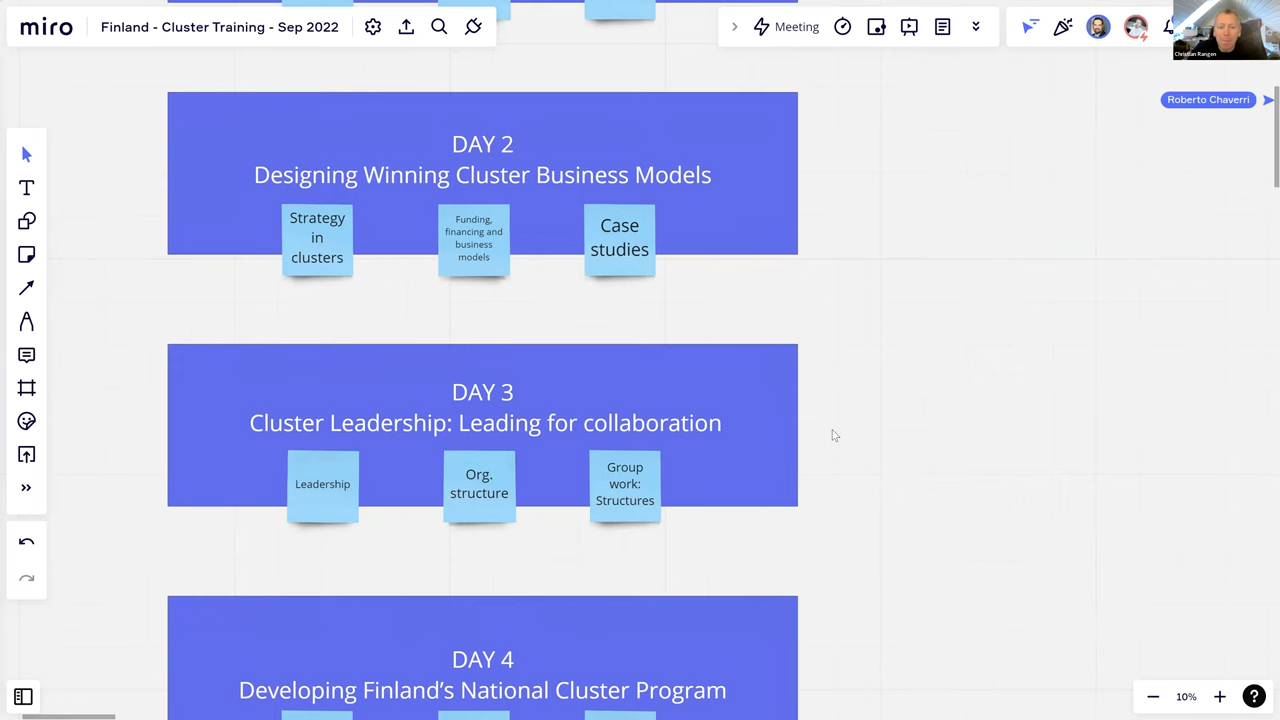 miro
Finland - Cluster Training - Sep 2022
Meeting
Christian Rangen
Roberto Chaverri
DAY 2
Designing Winning Cluster Business Models
Strategy
in
clusters
Funding,
financing and
business
models
Case
studies
DAY 3
Cluster Leadership: Leading for collaboration
Leadership
Org.
structure
Group
work:
Structures
DAY 4
Developing Finland’s National Cluster Program
10%
?